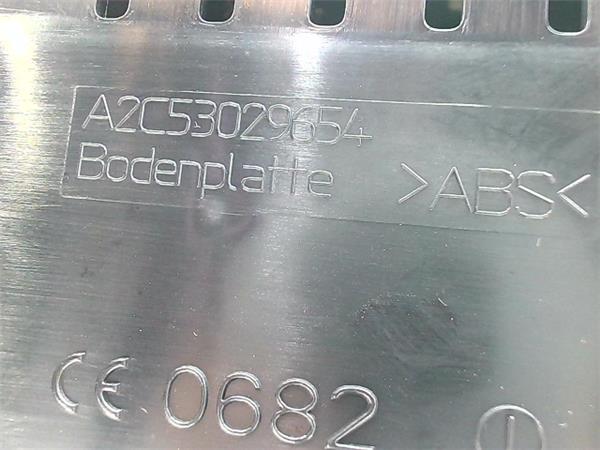 A2C53029654
Bodenplatte
>ABS<
CE 0682